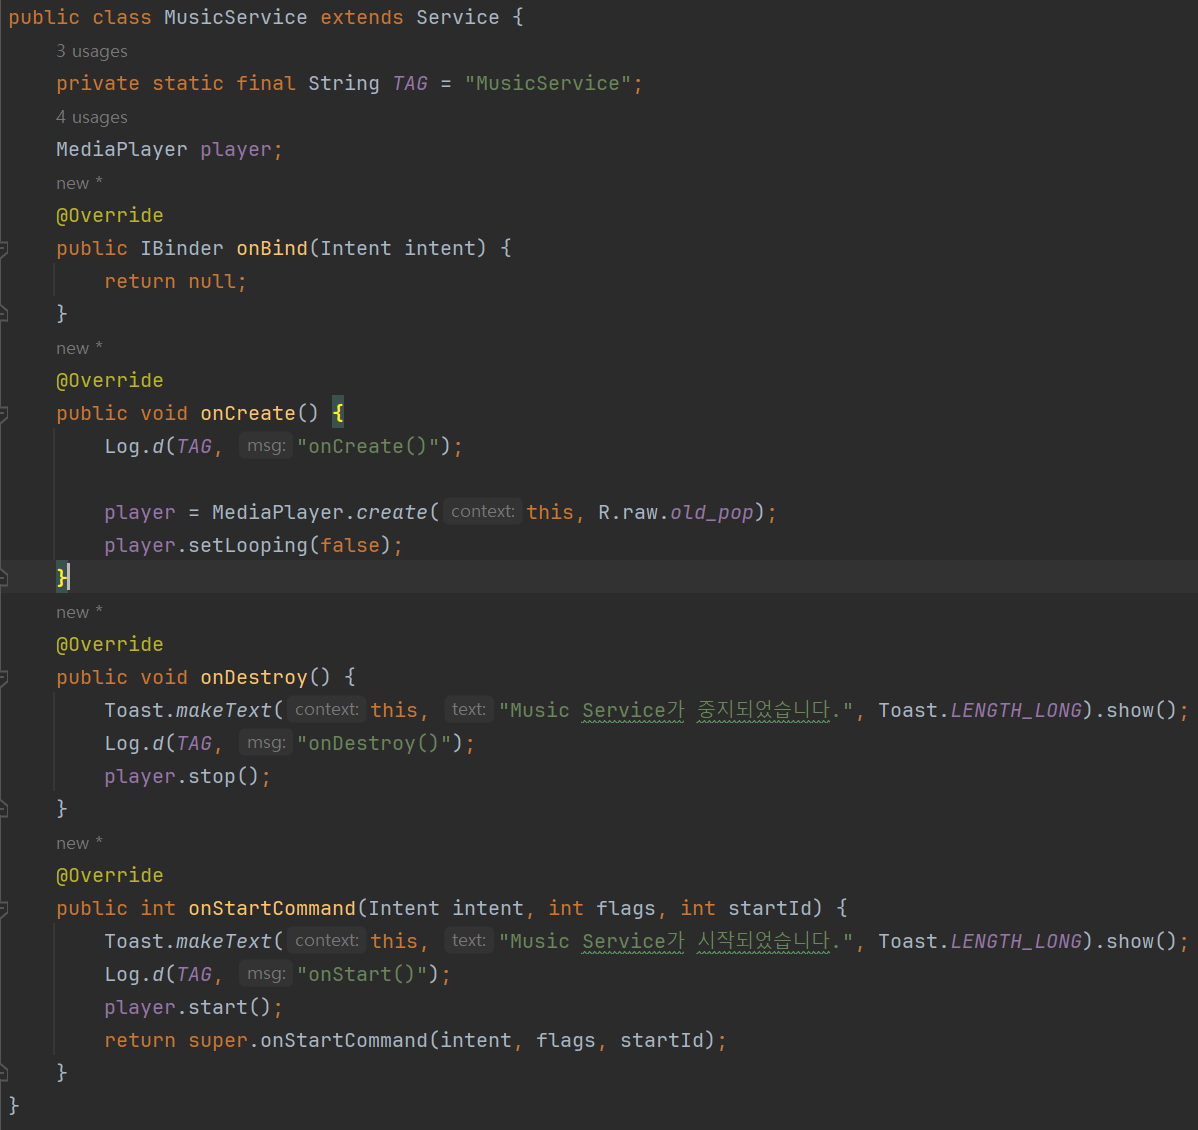 public class MusicService extends Service {
3 usages
private static final String TAG = "MusicService";
4 usages
MediaPlayer player;
new *
@Override
public IBinder onBind(Intent intent) {
return null;
}
new *
@Override
public void onCreate() {
Log.d(TAG, msg: "onCreate()");
player = MediaPlayer.create( context: this, R.raw.old_pop);
player.setLooping(false);
}
new *
@Override
public void onDestroy() {
Toast.makeText( context: this, text: "Music Service가 중지되었습니다.", Toast.LENGTH_LONG).show();
Log.d(TAG, msg: "onDestroy()");
player.stop();
}
new *
@Override
public int onStartCommand(Intent intent, int flags, int startId) {
Toast.makeText( context: this, text: "Music Service가 시작되었습니다.", Toast.LENGTH_LONG).show();
Log.d(TAG, msg: "onStart()");
player.start();
return super.onStartCommand(intent, flags, startId);
}
}